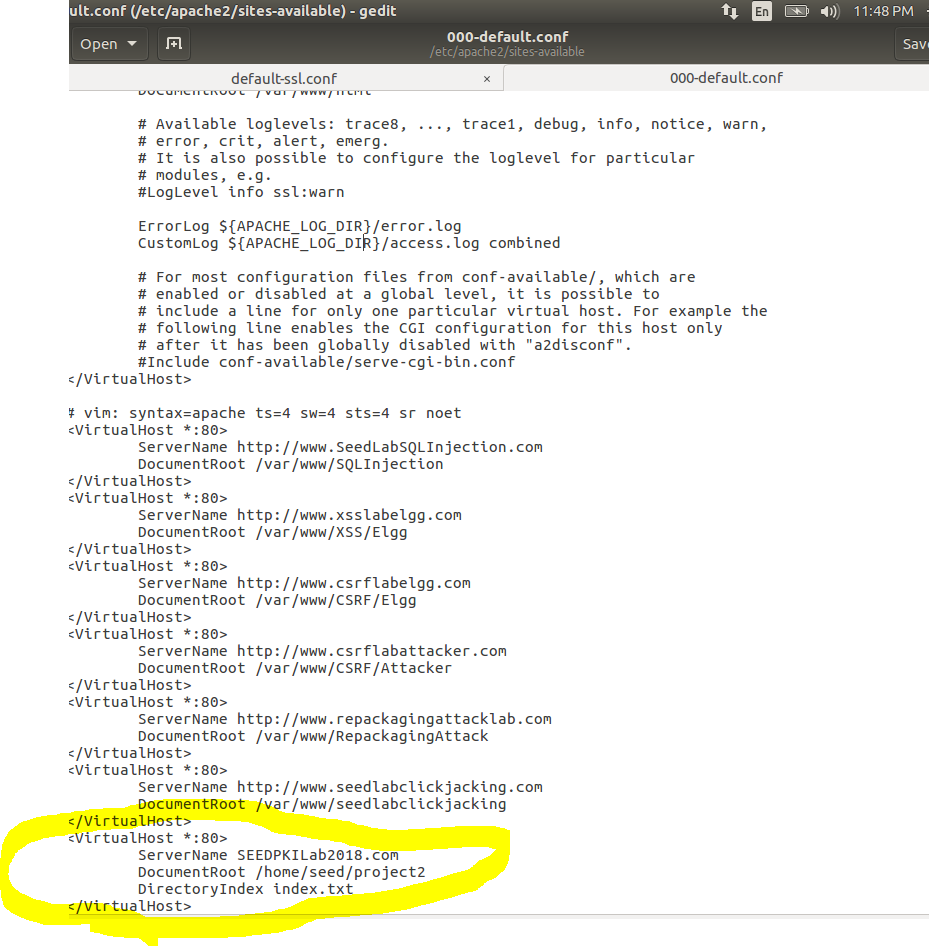 ult.conf (/etc/apache2/sites-available) - gedit
En
11:48 PM
Open
000-default.conf
/etc/apache2/sites-available
Save
default-ssl.conf ×
000-default.conf
DocumentRoot /var/www/html
# Available loglevels: trace8, ..., trace1, debug, info, notice, warn,
# error, crit, alert, emerg.
# It is also possible to configure the loglevel for particular
# modules, e.g.
#LogLevel info ssl:warn
ErrorLog ${APACHE_LOG_DIR}/error.log
CustomLog ${APACHE_LOG_DIR}/access.log combined
# For most configuration files from conf-available/, which are
# enabled or disabled at a global level, it is possible to
# include a line for only one particular virtual host. For example the
# following line enables the CGI configuration for this host only
# after it has been globally disabled with "a2disconf".
#Include conf-available/serve-cgi-bin.conf
</VirtualHost>
# vim: syntax=apache ts=4 sw=4 sts=4 sr noet
<VirtualHost *:80>
ServerName http://www.SeedLabSQLInjection.com
DocumentRoot /var/www/SQLInjection
</VirtualHost>
<VirtualHost *:80>
ServerName http://www.xsslabelgg.com
DocumentRoot /var/www/XSS/Elgg
</VirtualHost>
<VirtualHost *:80>
ServerName http://www.csrflabelgg.com
DocumentRoot /var/www/CSRF/Elgg
</VirtualHost>
<VirtualHost *:80>
ServerName http://www.csrflabattacker.com
DocumentRoot /var/www/CSRF/Attacker
</VirtualHost>
<VirtualHost *:80>
ServerName http://www.repackagingattacklab.com
DocumentRoot /var/www/RepackagingAttack
</VirtualHost>
<VirtualHost *:80>
ServerName http://www.seedlabclickjacking.com
DocumentRoot /var/www/seedlabclickjacking
</VirtualHost>
<VirtualHost *:80>
ServerName SEEDPKILab2018.com
DocumentRoot /home/seed/project2
DirectoryIndex index.txt
</VirtualHost>